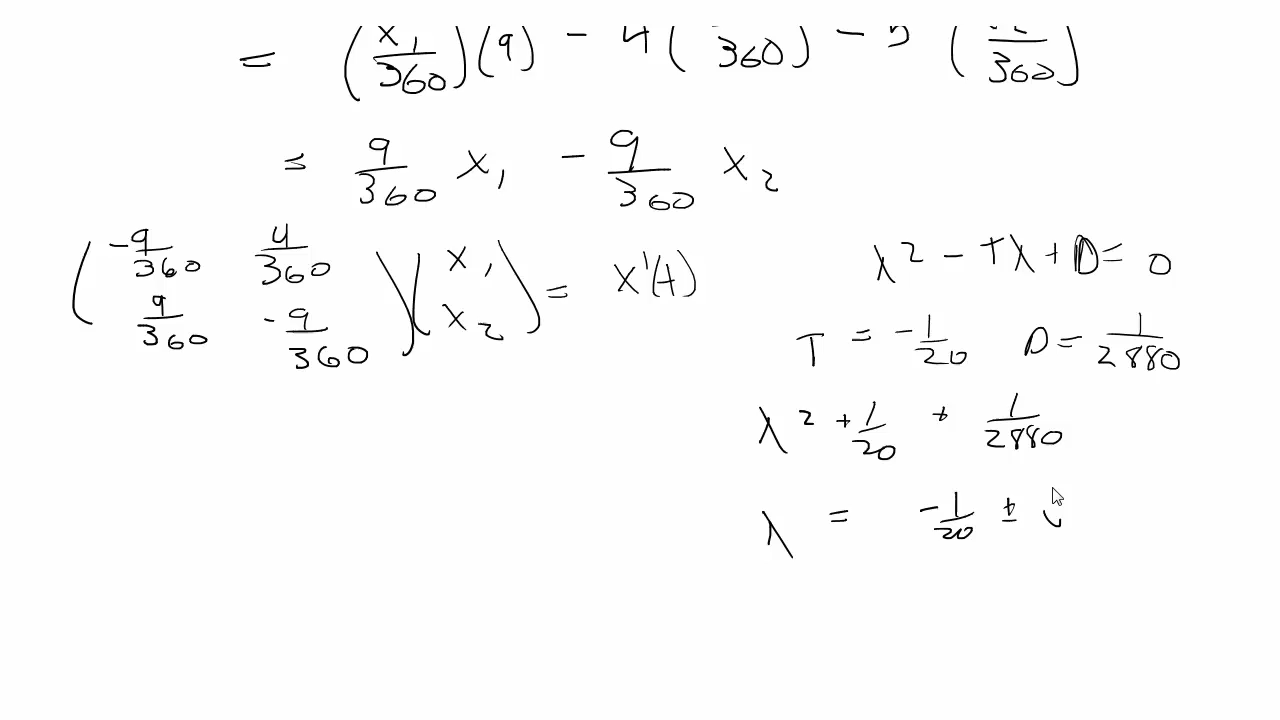 = (x₁/360)(9) - 4( /360) - 5( /360)
= 9/360 x₁ - 9/360 x₂
( -9/360 4/360
9/360 -9/360 )( x₁
x₂ ) = x'(t)
λ² - Tλ + D = 0
T = -1/20 D = 1/2880
λ² + 1/20 + 1/2880
λ = -1/20 ±